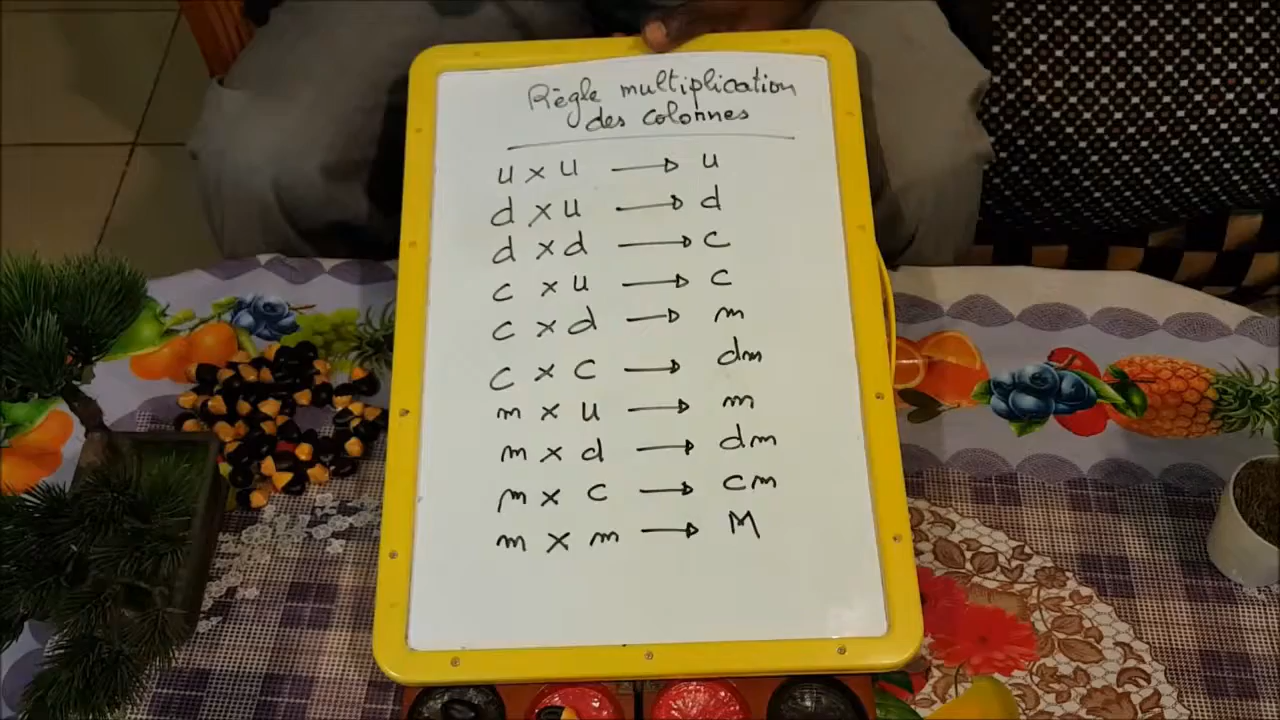 Règle multiplication
des colonnes
u × u → u
d × u → d
d × d → c
c × u → c
c × d → m
c × c → dm
m × u → m
m × d → dm
m × c → cm
m × m → M